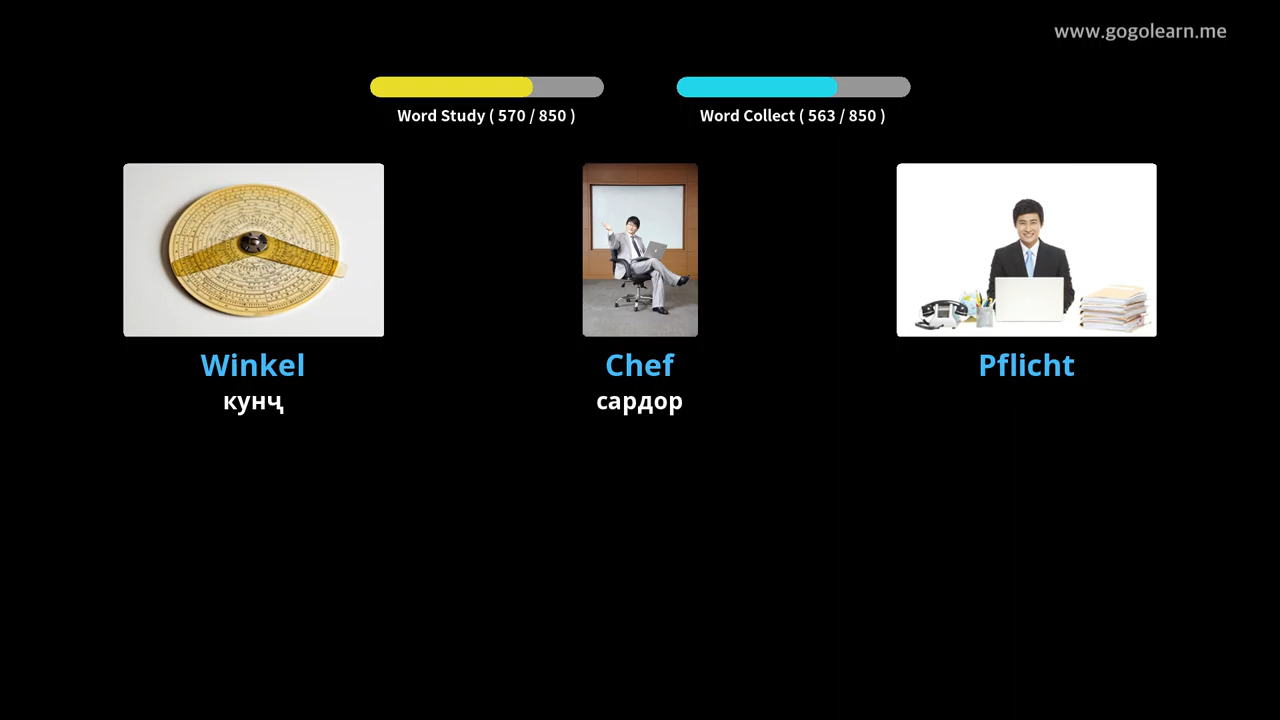 www.gogolearn.me
Word Study ( 570 / 850 )
Word Collect ( 563 / 850 )
Winkel
кунҷ
Chef
сардор
Pflicht